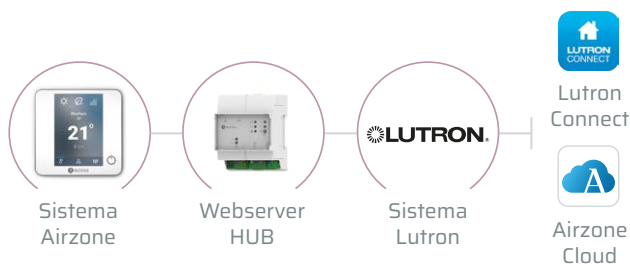 21°
LUTRON
Sistema
Airzone
Webserver
HUB
Sistema
Lutron
LUTRON
CONNECT
Lutron
Connect
A
Airzone
Cloud